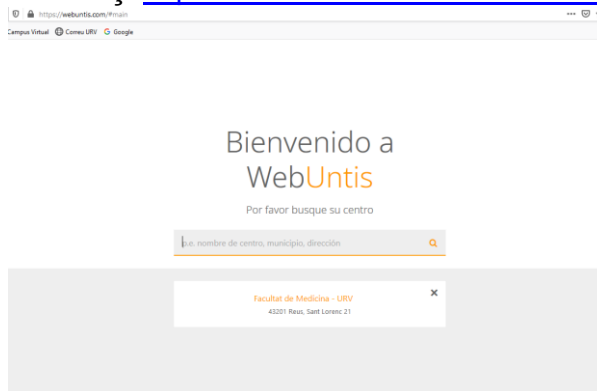 https://webuntis.com/#main
Campus Virtual Correu URV Google
Bienvenido a
WebUntis
Por favor busque su centro
p.e. nombre de centro, municipio, dirección
Facultat de Medicina - URV
43201 Reus, Sant Lorenc 21